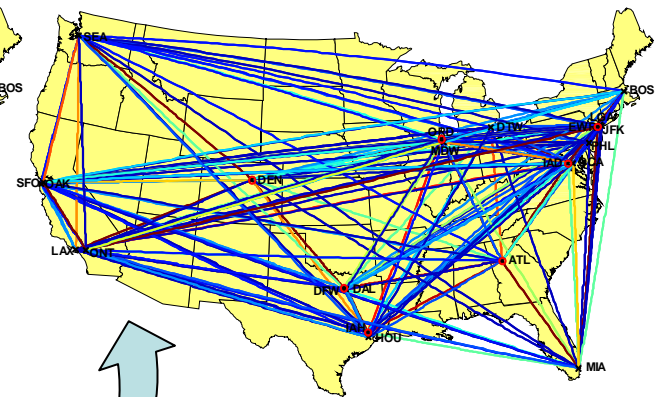 SEA
BOS
BOS
ORD
DTW
EWR
JFK
MDW
PHL
IAD
DCA
SFO
OAK
DEN
LAX
ONT
ATL
DFW
DAL
IAH
HOU
MIA